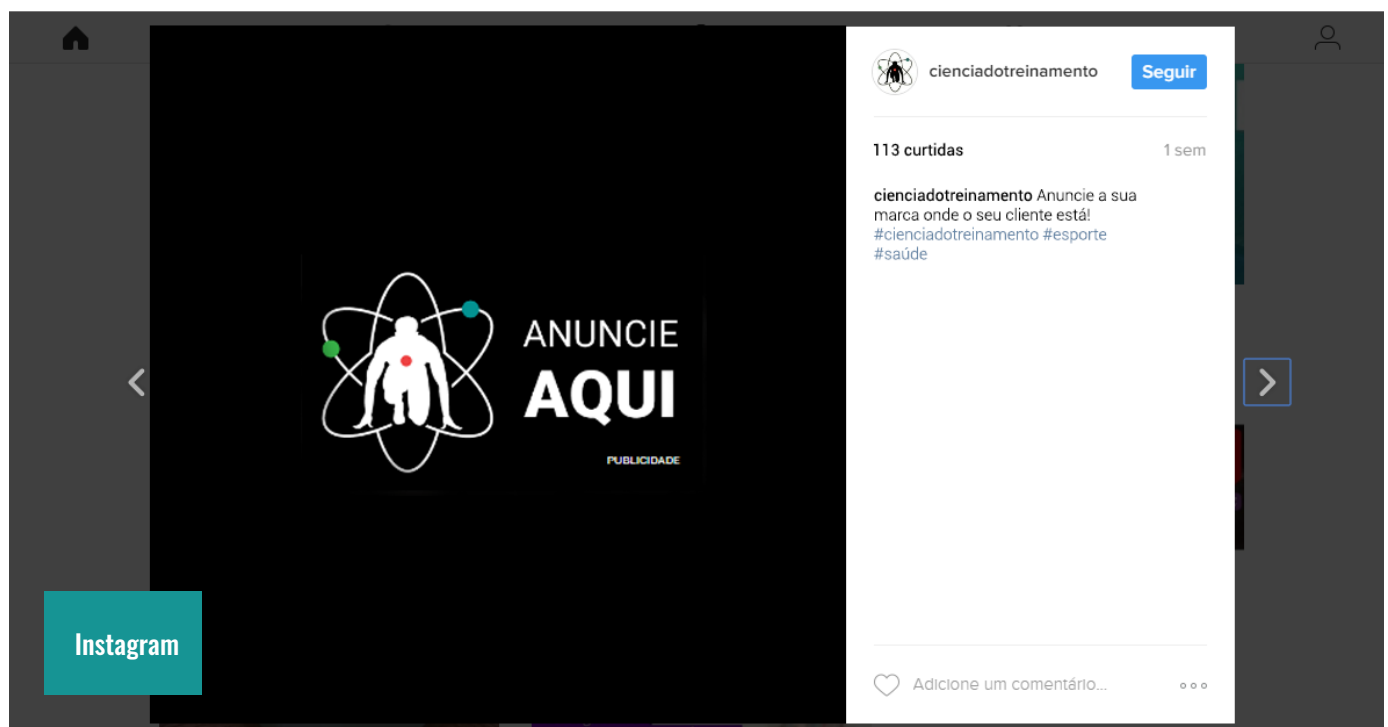 cienciadotreinamento
Seguir
113 curtidas
1 sem
cienciadotreinamento Anuncie a sua
marca onde o seu cliente está!
#cienciadotreinamento #esporte
#saúde
ANUNCIE
AQUI
PUBLICIDADE
Instagram
Adicione um comentário...